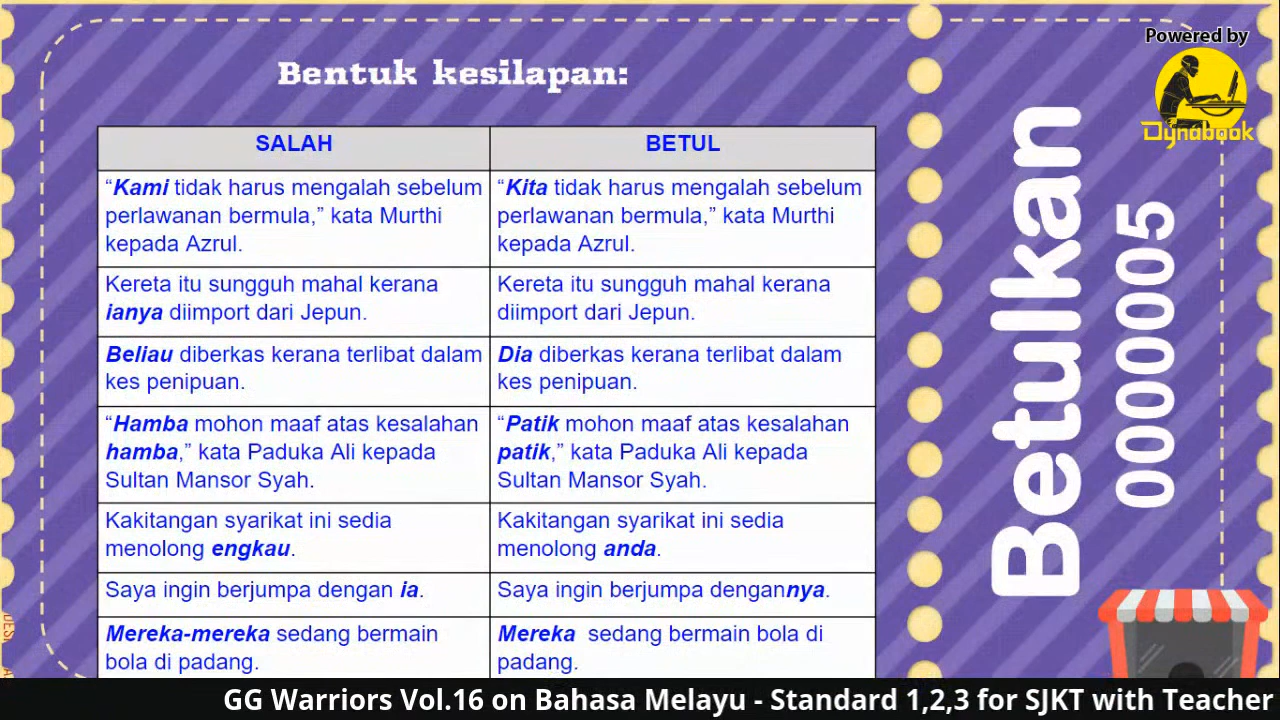 Bentuk kesilapan:
SALAH
BETUL
“Kami tidak harus mengalah sebelum
perlawanan bermula,” kata Murthi
kepada Azrul.
“Kita tidak harus mengalah sebelum
perlawanan bermula,” kata Murthi
kepada Azrul.
Kereta itu sungguh mahal kerana
ianya diimport dari Jepun.
Kereta itu sungguh mahal kerana
diimport dari Jepun.
Beliau diberkas kerana terlibat dalam
kes penipuan.
Dia diberkas kerana terlibat dalam
kes penipuan.
“Hamba mohon maaf atas kesalahan
hamba,” kata Paduka Ali kepada
Sultan Mansor Syah.
“Patik mohon maaf atas kesalahan
patik,” kata Paduka Ali kepada
Sultan Mansor Syah.
Kakitangan syarikat ini sedia
menolong engkau.
Kakitangan syarikat ini sedia
menolong anda.
Saya ingin berjumpa dengan ia.
Saya ingin berjumpa dengannya.
Mereka-mereka sedang bermain
bola di padang.
Mereka  sedang bermain bola di
padang.
Betulkan
0000005
Powered by
Dynabook
GG Warriors Vol.16 on Bahasa Melayu - Standard 1,2,3 for SJKT with Teacher